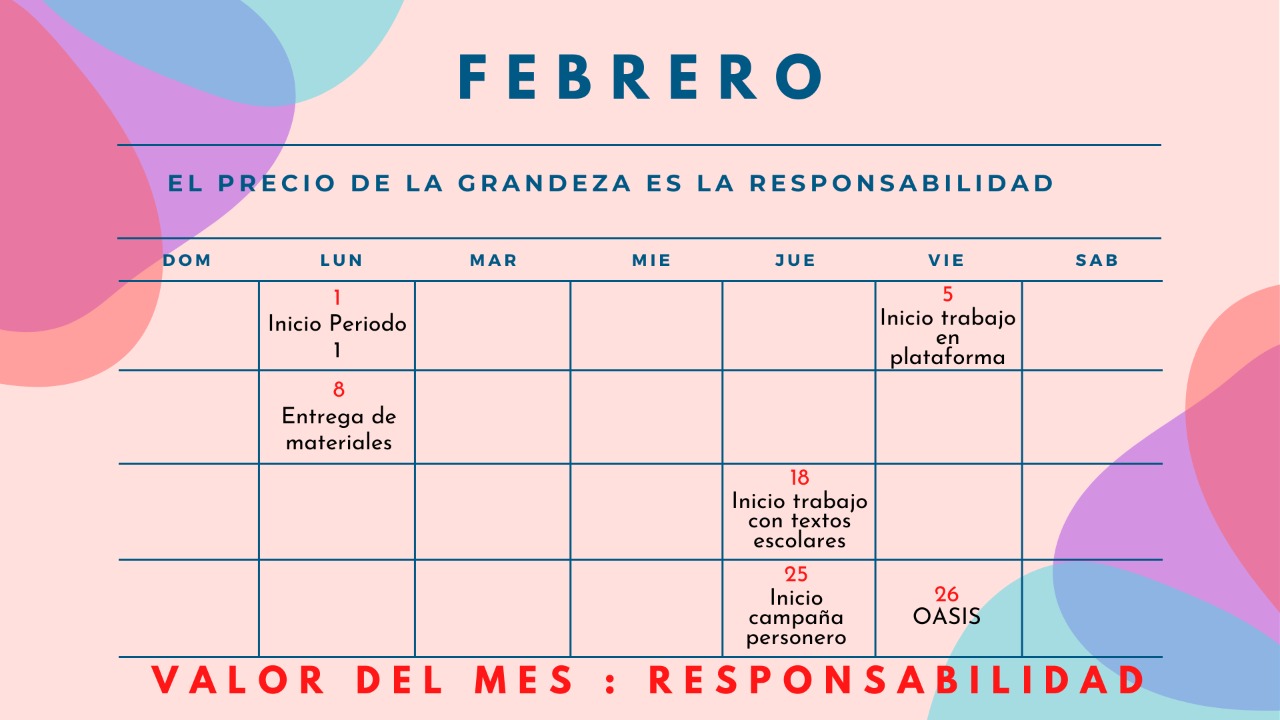 FEBRERO
EL PRECIO DE LA GRANDEZA ES LA RESPONSABILIDAD
DOM LUN MAR MIE JUE VIE SAB
1
Inicio Periodo
1
5
Inicio trabajo
en
plataforma
8
Entrega de
materiales
18
Inicio trabajo
con textos
escolares
25
Inicio
campaña
personero
26
OASIS
VALOR DEL MES : RESPONSABILIDAD